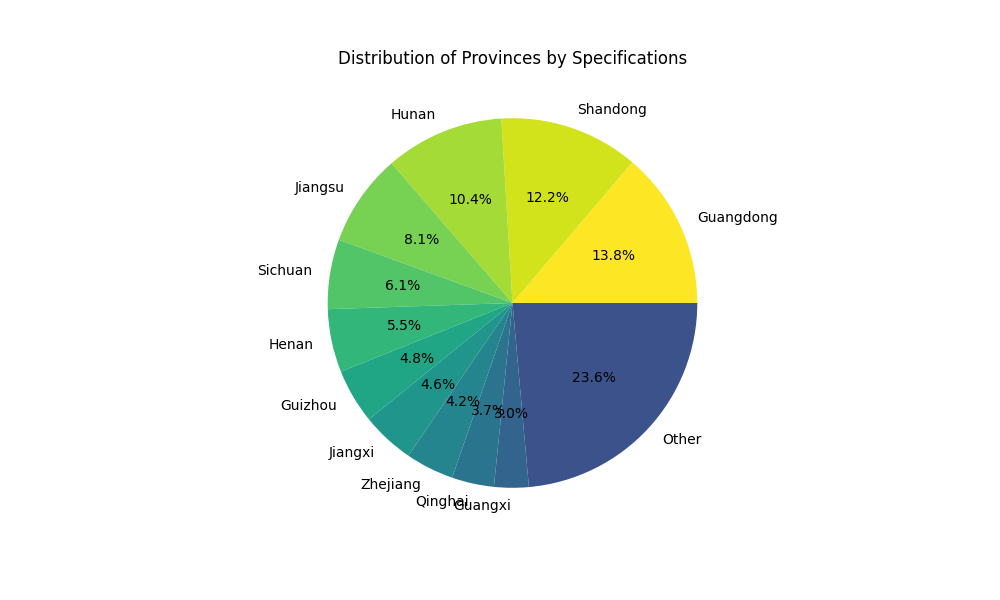 Distribution of Provinces by Specifications
Guangdong
13.8%
Shandong
12.2%
Hunan
10.4%
Jiangsu
8.1%
Sichuan
6.1%
Henan
5.5%
Guizhou
4.8%
Jiangxi
4.6%
Zhejiang
4.2%
Qinghai
3.7%
Guangxi
3.0%
Other
23.6%